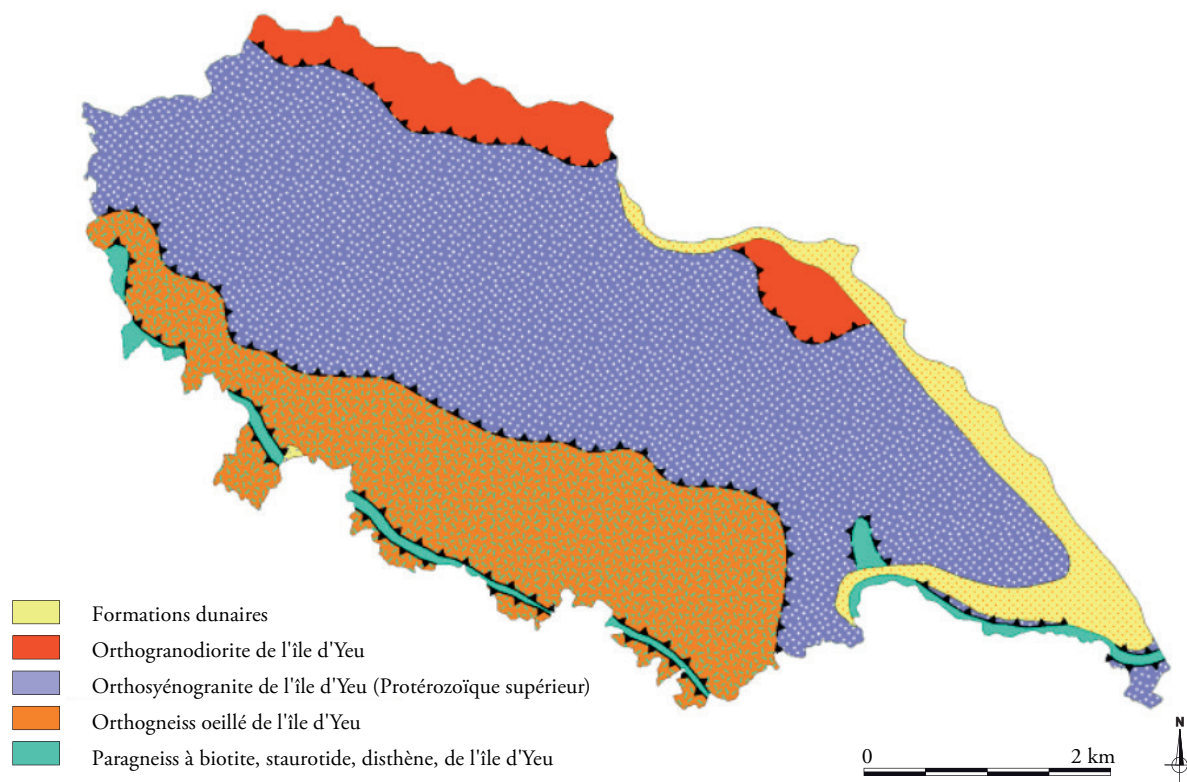 Formations dunaires
Orthogranodiorite de l'île d'Yeu
Orthosyénogranite de l'île d'Yeu (Protérozoïque supérieur)
Orthogneiss oeillé de l'île d'Yeu
Paragneiss à biotite, staurotide, disthène, de l'île d'Yeu
0 2 km
N